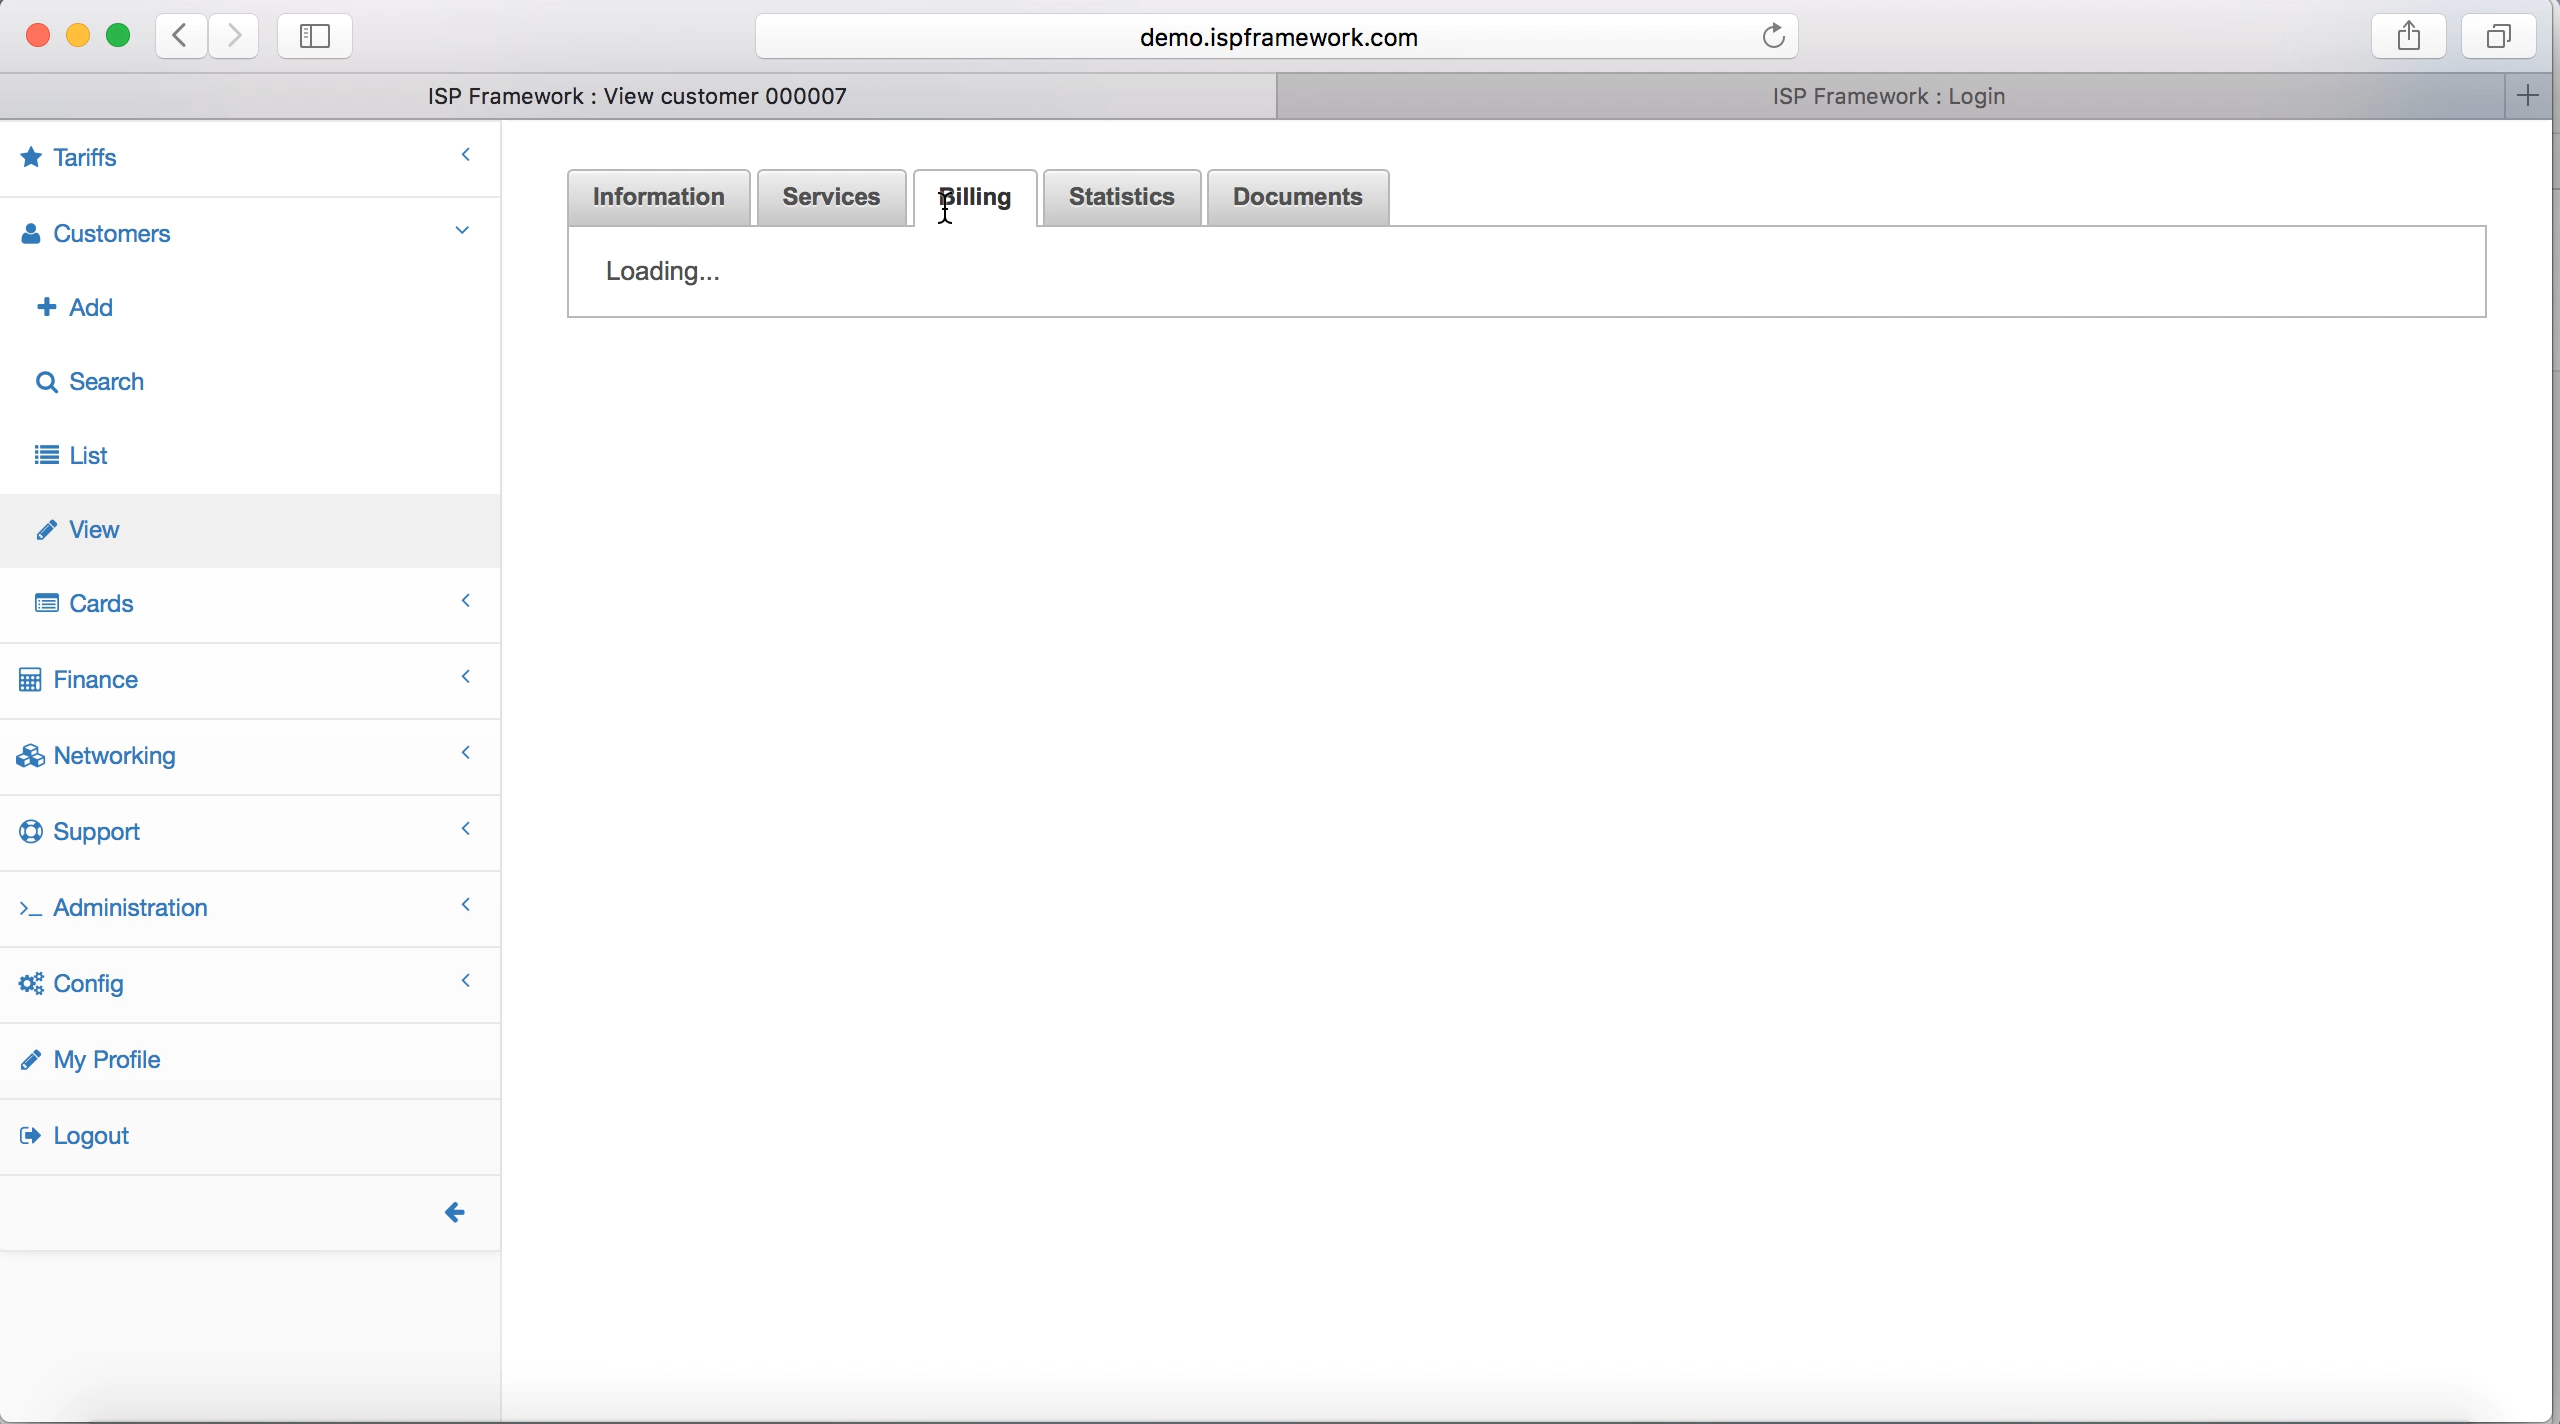 demo.ispframework.com
ISP Framework : View customer 000007
ISP Framework : Login
Tariffs
Customers
Add
Search
List
View
Cards
Finance
Networking
Support
Administration
Config
My Profile
Logout
Information
Services
Billing
Statistics
Documents
Loading...